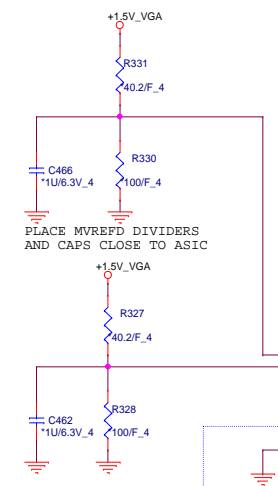 +1.5V_VGA
R331
40.2/F_4
R330
*100/F_4
C466
*1U/6.3V_4
PLACE MVREFD DIVIDERS
AND CAPS CLOSE TO ASIC
+1.5V_VGA
R327
*40.2/F_4
R328
*100/F_4
C462
*1U/6.3V_4